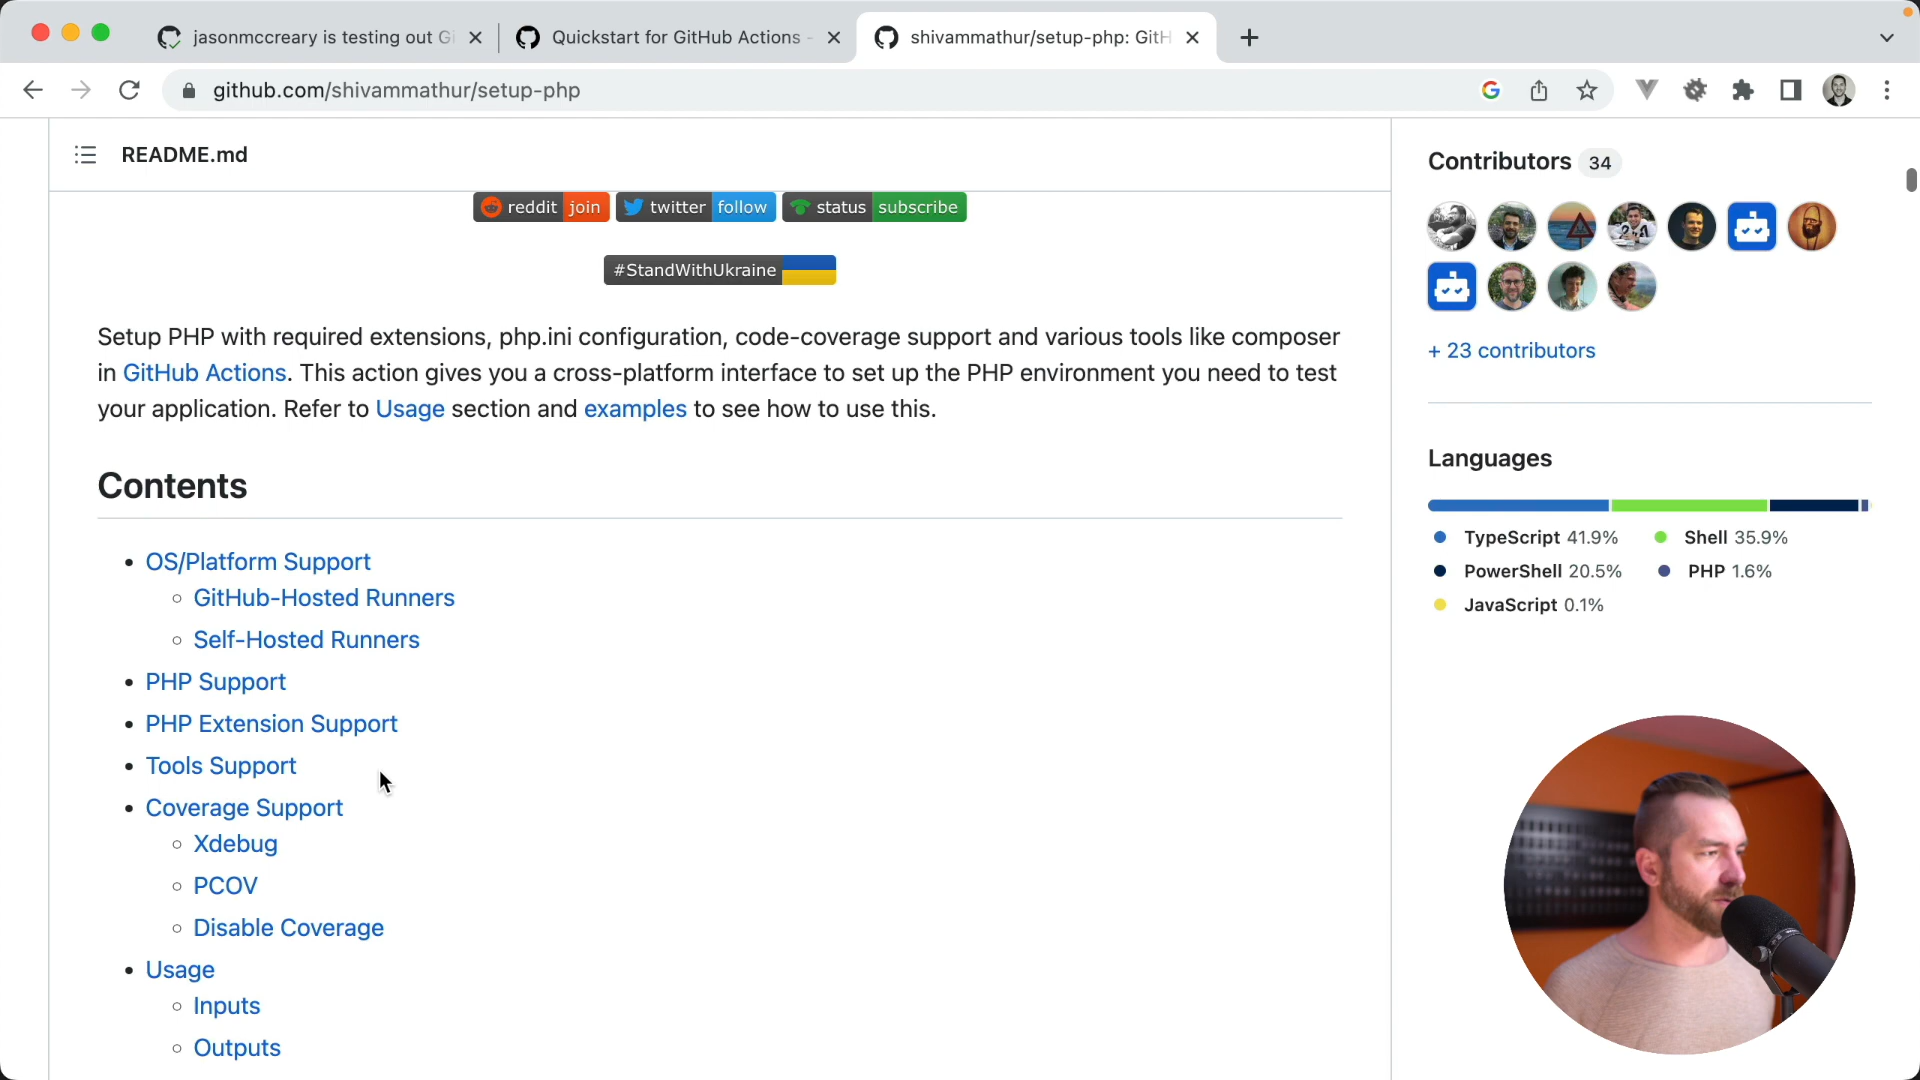 jasonmccreary is testing out Gi
Quickstart for GitHub Actions -
shivammathur/setup-php: GitH
github.com/shivammathur/setup-php
README.md
reddit join
twitter follow
status subscribe
#StandWithUkraine
Setup PHP with required extensions, php.ini configuration, code-coverage support and various tools like composer
in GitHub Actions. This action gives you a cross-platform interface to set up the PHP environment you need to test
your application. Refer to Usage section and examples to see how to use this.
Contents
OS/Platform Support
GitHub-Hosted Runners
Self-Hosted Runners
PHP Support
PHP Extension Support
Tools Support
Coverage Support
Xdebug
PCOV
Disable Coverage
Usage
Inputs
Outputs
Contributors 34
+ 23 contributors
Languages
TypeScript 41.9% Shell 35.9%
PowerShell 20.5% PHP 1.6%
JavaScript 0.1%